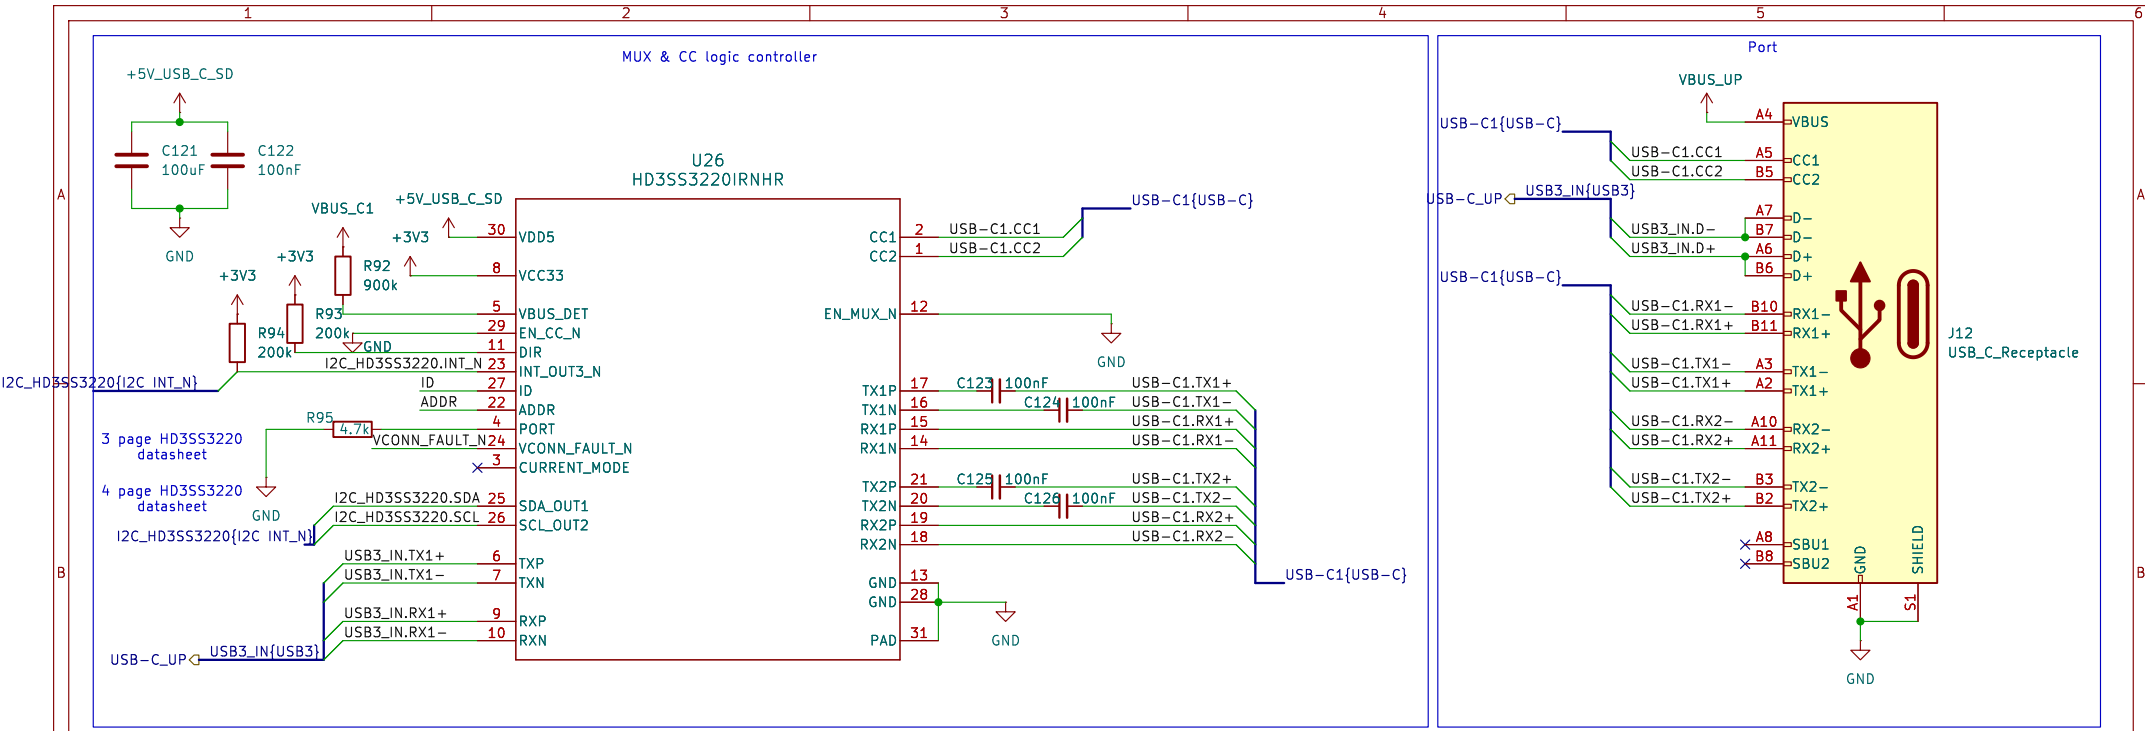 1
2
3
4
5
6
A
B
A
B
MUX & CC logic controller
+5V_USB_C_SD
C121
100uF
C122
100nF
GND
VBUS_C1
R92
900k
+5V_USB_C_SD
+3V3
+3V3
R93
200k
+3V3
R94
200k
GND
I2C_HD3SS3220.INT_N
I2C_HD3SS3220{I2C INT_N}
ID
ADDR
R95
4.7k
VCONN_FAULT_N
GND
3 page HD3SS3220
datasheet
4 page HD3SS3220
datasheet
I2C_HD3SS3220.SDA
I2C_HD3SS3220.SCL
I2C_HD3SS3220{I2C INT_N}
USB3_IN.TX1+
USB3_IN.TX1-
USB3_IN.RX1+
USB3_IN.RX1-
USB3_IN{USB3}
USB-C_UP
U26
HD3SS3220IRNHR
30 VDD5
8 VCC33
5 VBUS_DET
29 EN_CC_N
11 DIR
23 INT_OUT3_N
27 ID
22 ADDR
4 PORT
24 VCONN_FAULT_N
3 CURRENT_MODE
25 SDA_OUT1
26 SCL_OUT2
6 TXP
7 TXN
9 RXP
10 RXN
CC1 2
CC2 1
EN_MUX_N 12
TX1P 17
TX1N 16
RX1P 15
RX1N 14
TX2P 21
TX2N 20
RX2P 19
RX2N 18
GND 13
GND 28
PAD 31
USB-C1{USB-C}
USB-C1.CC1
USB-C1.CC2
GND
C123 100nF
USB-C1.TX1+
C124 100nF
USB-C1.TX1-
USB-C1.RX1+
USB-C1.RX1-
C125 100nF
USB-C1.TX2+
C126 100nF
USB-C1.TX2-
USB-C1.RX2+
USB-C1.RX2-
USB-C1{USB-C}
GND
Port
VBUS_UP
USB-C1{USB-C}
USB-C1.CC1
USB-C1.CC2
USB-C_UP
USB3_IN{USB3}
USB3_IN.D-
USB3_IN.D+
USB-C1{USB-C}
USB-C1.RX1-
USB-C1.RX1+
USB-C1.TX1-
USB-C1.TX1+
USB-C1.RX2-
USB-C1.RX2+
USB-C1.TX2-
USB-C1.TX2+
A4 VBUS
A5 CC1
B5 CC2
A7 D-
B7 D-
A6 D+
B6 D+
B10 RX1-
B11 RX1+
A3 TX1-
A2 TX1+
A10 RX2-
A11 RX2+
B3 TX2-
B2 TX2+
A8 SBU1
B8 SBU2
GND
SHIELD
A1
S1
J12
USB_C_Receptacle
GND